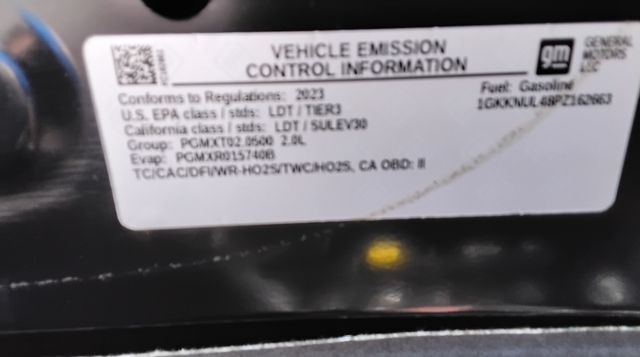 VEHICLE EMISSION
CONTROL INFORMATION
gm
GENERAL
MOTORS
LLC
Conforms to Regulations: 2023
Fuel: Gasoline
U.S. EPA class / stds: LDT / TIER3
1GKKNUL48PZ162663
California class / stds: LDT / SULEV30
Group: PGMXT02.0500 2.0L
Evap: PGMXR015740B
TC/CAC/DFI/WR-HO2S/TWC/HO2S, CA OBD: II